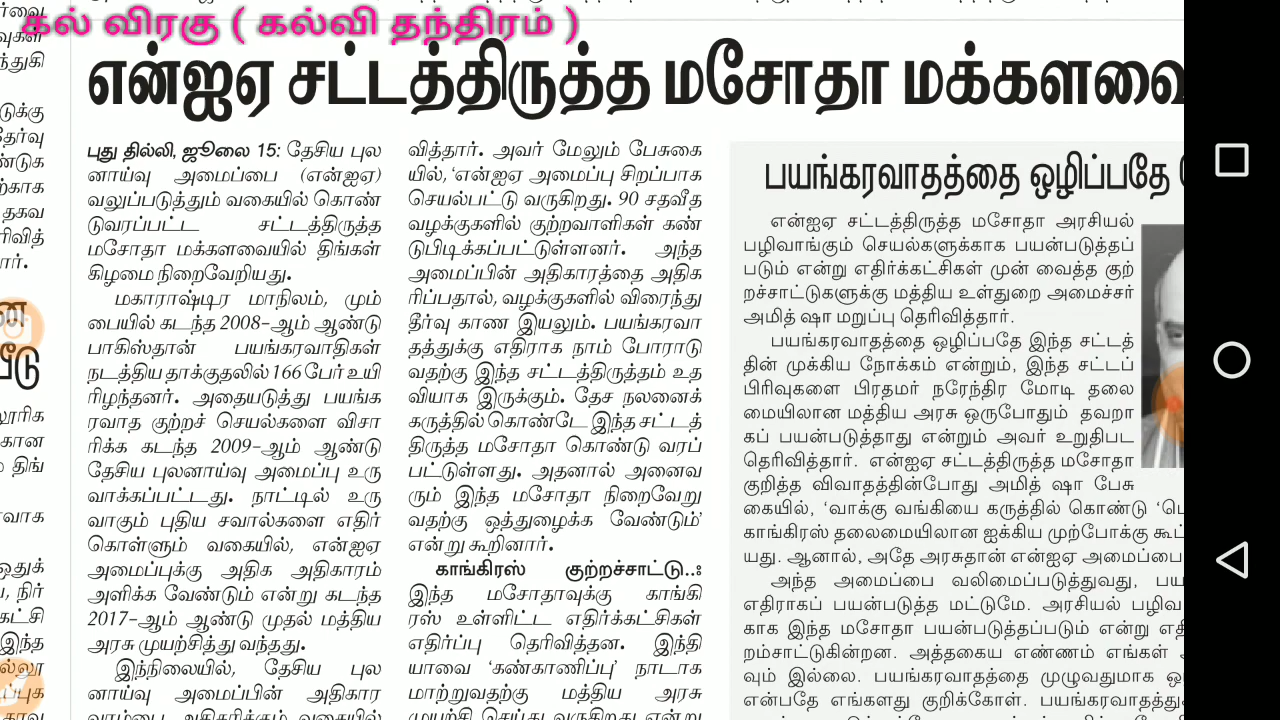 கல் விரகு ( கல்வி தந்திரம் )
என்ஐஏ சட்டத்திருத்த மசோதா
புது தில்லி, ஜூலை 15: தேசிய புல
னாய்வு அமைப்பை (என்ஐஏ)
வலுப்படுத்தும் வகையில் கொண்
டுவரப்பட்ட சட்டத்திருத்த
மசோதா மக்களவையில் திங்கள்
கிழமை நிறைவேறியது.
மகாராஷ்டிர மாநிலம், மும்
பையில் கடந்த 2008-ஆம் ஆண்டு
பாகிஸ்தான் பயங்கரவாதிகள்
நடத்திய தாக்குதலில் 166 பேர் உயி
ரிழந்தனர். அதையடுத்து பயங்க
ரவாத குற்றச் செயல்களை விசா
ரிக்க கடந்த 2009-ஆம் ஆண்டு
தேசிய புலனாய்வு அமைப்பு உரு
வாக்கப்பட்டது. நாட்டில் உரு
வாகும் புதிய சவால்களை எதிர்
கொள்ளும் வகையில், என்ஐஏ
அமைப்புக்கு அதிக அதிகாரம்
அளிக்க வேண்டும் என்று கடந்த
2017-ஆம் ஆண்டு முதல் மத்திய
அரசு முயற்சித்து வந்தது.
இந்நிலையில், தேசிய புல
னாய்வு அமைப்பின் அதிகார
வித்தார். அவர் மேலும் பேசுகை
யில், 'என்ஐஏ அமைப்பு சிறப்பாக
செயல்பட்டு வருகிறது. 90 சதவீத
வழக்குகளில் குற்றவாளிகள் கண்
டுபிடிக்கப்பட்டுள்ளனர். அந்த
அமைப்பின் அதிகாரத்தை அதிக
ரிப்பதால், வழக்குகளில் விரைந்து
தீர்வு காண இயலும். பயங்கரவா
தத்துக்கு எதிராக நாம் போராடு
வதற்கு இந்த சட்டத்திருத்தம் உத
வியாக இருக்கும். தேச நலனைக்
கருத்தில் கொண்டே இந்த சட்டத்
திருத்த மசோதா கொண்டு வரப்
பட்டுள்ளது. அதனால் அனைவ
ரும் இந்த மசோதா நிறைவேறு
வதற்கு ஒத்துழைக்க வேண்டும்'
என்று கூறினார்.
காங்கிரஸ் குற்றச்சாட்டு..:
இந்த மசோதாவுக்கு காங்கி
ரஸ் உள்ளிட்ட எதிர்க்கட்சிகள்
எதிர்ப்பு தெரிவித்தன. இந்தி
யாவை 'கண்காணிப்பு' நாடாக
மாற்றுவதற்கு மத்திய அரசு
முயற்சி செய்து வருகிறது என்று
பயங்கரவாதத்தை ஒழிப்பதே
என்ஐஏ சட்டத்திருத்த மசோதா அரசியல்
பழிவாங்கும் செயல்களுக்காக பயன்படுத்தப்
படும் என்று எதிர்க்கட்சிகள் முன் வைத்த குற்
றச்சாட்டுகளுக்கு மத்திய உள்துறை அமைச்சர்
அமித் ஷா மறுப்பு தெரிவித்தார்.
பயங்கரவாதத்தை ஒழிப்பதே இந்த சட்டத்
தின் முக்கிய நோக்கம் என்றும், இந்த சட்டப்
பிரிவுகளை பிரதமர் நரேந்திர மோடி தலை
மையிலான மத்திய அரசு ஒருபோதும் தவறா
கப் பயன்படுத்தாது என்றும் அவர் உறுதிபட
தெரிவித்தார். என்ஐஏ சட்டத்திருத்த மசோதா
குறித்த விவாதத்தின்போது அமித் ஷா பேசு
கையில், 'வாக்கு வங்கியை கருத்தில் கொண்டு
காங்கிரஸ் தலைமையிலான ஐக்கிய முற்போக்கு
யது. ஆனால், அதே அரசுதான் என்ஐஏ
அந்த அமைப்பை வலிமைப்படுத்துவது,
எதிராகப் பயன்படுத்த மட்டுமே. அரசியல்
காக இந்த மசோதா பயன்படுத்தப்படும் என்று
றம்சாட்டுகின்றன. அத்தகைய எண்ணம் எங்கள்
வும் இல்லை. பயங்கரவாதத்தை முழுவதுமாக
என்பதே எங்களது குறிக்கோள்.